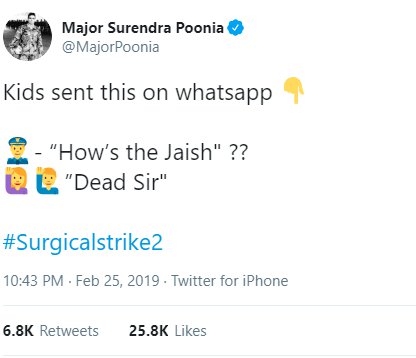 Major Surendra Poonia
@MajorPoonia
Kids sent this on whatsapp 👇
👮 - “How’s the Jaish" ??
🙋‍♀️ 🙋‍♂️ ”Dead Sir"
#Surgicalstrike2
10:43 PM · Feb 25, 2019 · Twitter for iPhone
6.8K Retweets 25.8K Likes